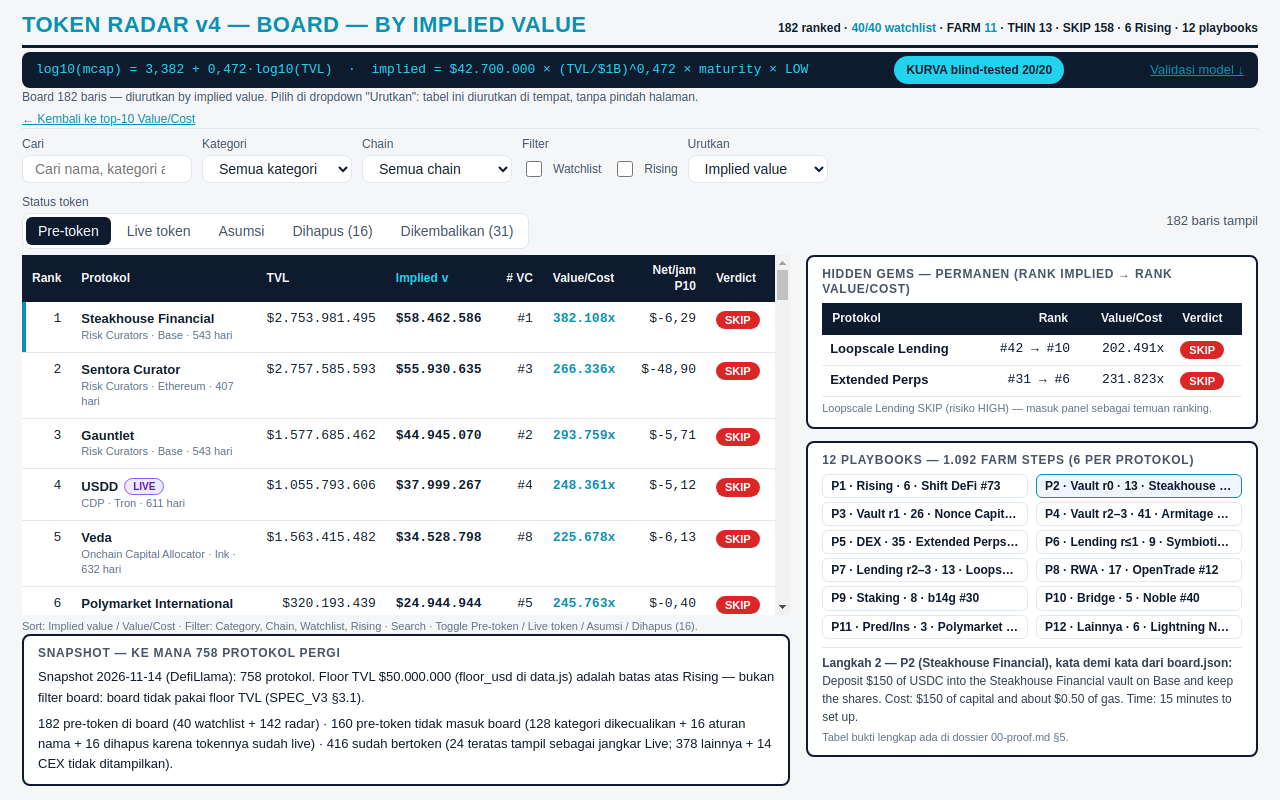 TOKEN RADAR v4 — BOARD — BY IMPLIED VALUE
182 ranked · 40/40 watchlist · FARM 11 · THIN 13 · SKIP 158 · 6 Rising · 12 playbooks
log10(mcap) = 3,382 + 0,472·log10(TVL) · implied = $42.700.000 × (TVL/$1B)^0,472 × maturity × LOW
KURVA blind-tested 20/20
Validasi model ↓
Board 182 baris — diurutkan by implied value. Pilih di dropdown "Urutkan": tabel ini diurutkan di tempat, tanpa pindah halaman.
← Kembali ke top-10 Value/Cost
Cari Kategori Chain Filter Urutkan
Cari nama, kategori a Semua kategori Semua chain Watchlist Rising Implied value
Status token
Pre-token Live token Asumsi Dihapus (16) Dikembalikan (31)
182 baris tampil
Rank Protokol TVL Implied v # VC Value/Cost Net/jam P10 Verdict
1 Steakhouse Financial $2.753.981.495 $58.462.586 #1 382.108x $-6,29 SKIP
Risk Curators · Base · 543 hari
2 Sentora Curator $2.757.585.593 $55.930.635 #3 266.336x $-48,90 SKIP
Risk Curators · Ethereum · 407
hari
3 Gauntlet $1.577.685.462 $44.945.070 #2 293.759x $-5,71 SKIP
Risk Curators · Base · 543 hari
4 USDD LIVE $1.055.793.606 $37.999.267 #4 248.361x $-5,12 SKIP
CDP · Tron · 611 hari
5 Veda $1.563.415.482 $34.528.798 #8 225.678x $-6,13 SKIP
Onchain Capital Allocator · Ink ·
632 hari
6 Polymarket International $320.193.439 $24.944.944 #5 245.763x $-0,40 SKIP
Sort: Implied value / Value/Cost · Filter: Category, Chain, Watchlist, Rising · Search · Toggle Pre-token / Live token / Asumsi / Dihapus (16).
SNAPSHOT — KE MANA 758 PROTOKOL PERGI
Snapshot 2026-11-14 (DefiLlama): 758 protokol. Floor TVL $50.000.000 (floor_usd di data.js) adalah batas atas Rising — bukan
filter board: board tidak pakai floor TVL (SPEC_V3 §3.1).
182 pre-token di board (40 watchlist + 142 radar) · 160 pre-token tidak masuk board (128 kategori dikecualikan + 16 aturan
nama + 16 dihapus karena tokennya sudah live) · 416 sudah bertoken (24 teratas tampil sebagai jangkar Live; 378 lainnya + 14
CEX tidak ditampilkan).
HIDDEN GEMS — PERMANEN (RANK IMPLIED → RANK
VALUE/COST)
Protokol Rank Value/Cost Verdict
Loopscale Lending #42 → #10 202.491x SKIP
Extended Perps #31 → #6 231.823x SKIP
Loopscale Lending SKIP (risiko HIGH) — masuk panel sebagai temuan ranking.
12 PLAYBOOKS — 1.092 FARM STEPS (6 PER PROTOKOL)
P1 · Rising · 6 · Shift DeFi #73 P2 · Vault r0 · 13 · Steakhouse ...
P3 · Vault r1 · 26 · Nonce Capit... P4 · Vault r2–3 · 41 · Armitage ...
P5 · DEX · 35 · Extended Perps... P6 · Lending r≤1 · 9 · Symbioti...
P7 · Lending r2–3 · 13 · Loops... P8 · RWA · 17 · OpenTrade #12
P9 · Staking · 8 · b14g #30 P10 · Bridge · 5 · Noble #40
P11 · Pred/Ins · 3 · Polymarket ... P12 · Lainnya · 6 · Lightning N...
Langkah 2 — P2 (Steakhouse Financial), kata demi kata dari board.json:
Deposit $150 of USDC into the Steakhouse Financial vault on Base and keep
the shares. Cost: $150 of capital and about $0.50 of gas. Time: 15 minutes to
set up.
Tabel bukti lengkap ada di dossier 00-proof.md §5.